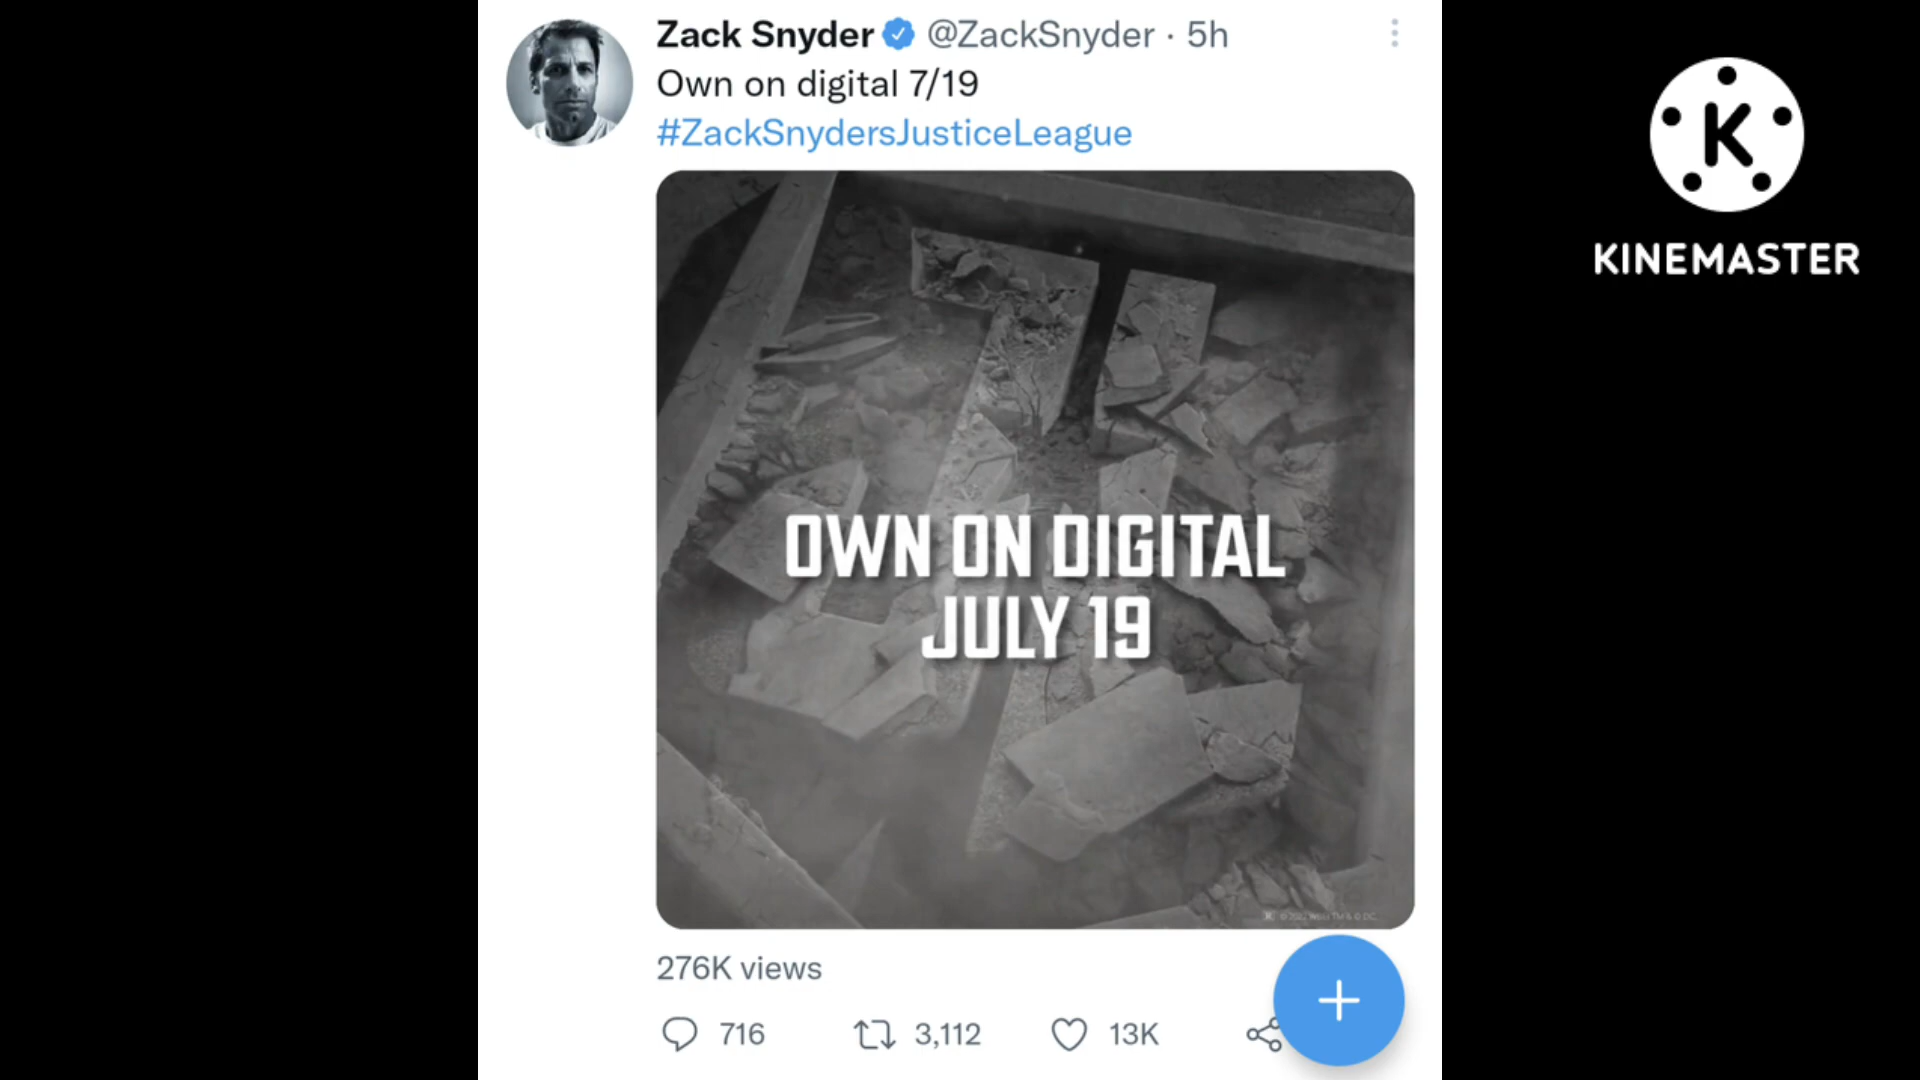 Zack Snyder @ZackSnyder · 5h
Own on digital 7/19
#ZackSnydersJusticeLeague
K
KINEMASTER
OWN ON DIGITAL
JULY 19
276K views
716 3,112 13K